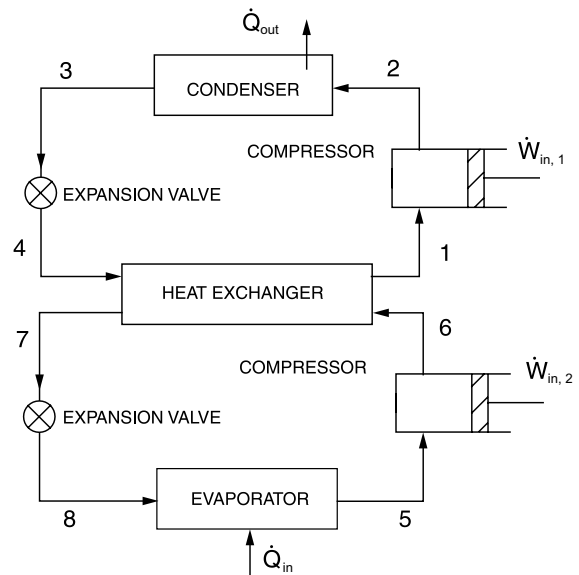 Q̇out
3
2
CONDENSER
COMPRESSOR
Ẇin, 1
EXPANSION VALVE
4
1
HEAT EXCHANGER
7
6
COMPRESSOR
Ẇin, 2
EXPANSION VALVE
EVAPORATOR
8
5
Q̇in